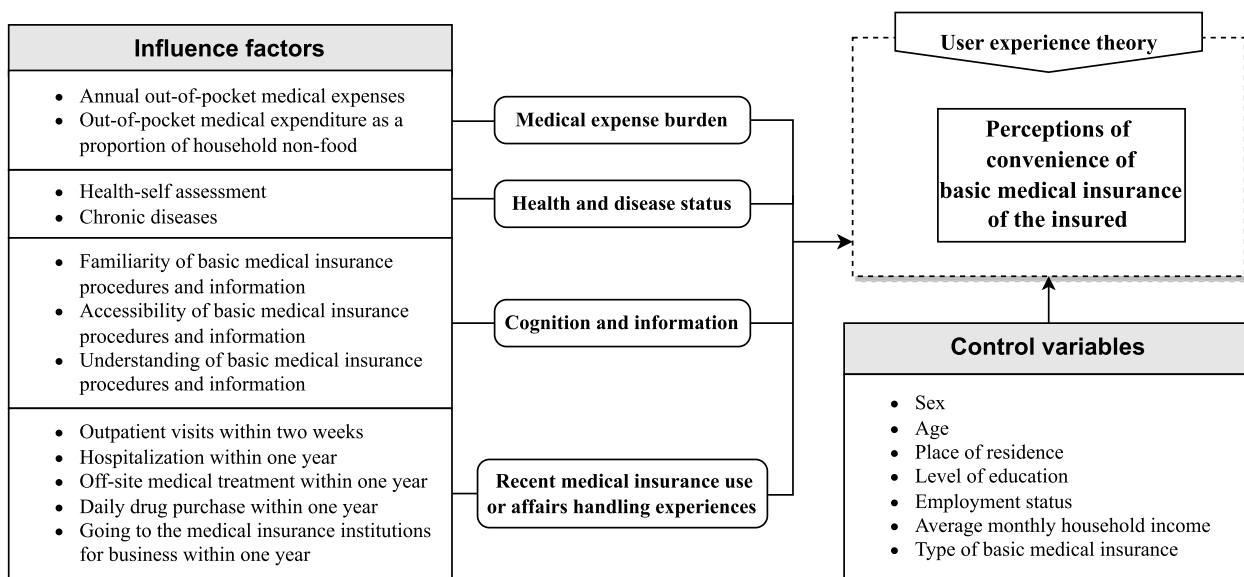 Influence factors
• Annual out-of-pocket medical expenses
• Out-of-pocket medical expenditure as a
proportion of household non-food
• Health-self assessment
• Chronic diseases
• Familiarity of basic medical insurance
procedures and information
• Accessibility of basic medical insurance
procedures and information
• Understanding of basic medical insurance
procedures and information
• Outpatient visits within two weeks
• Hospitalization within one year
• Off-site medical treatment within one year
• Daily drug purchase within one year
• Going to the medical insurance institutions
for business within one year
Medical expense burden
Health and disease status
Cognition and information
Recent medical insurance use
or affairs handling experiences
User experience theory
Perceptions of
convenience of
basic medical insurance
of the insured
Control variables
• Sex
• Age
• Place of residence
• Level of education
• Employment status
• Average monthly household income
• Type of basic medical insurance